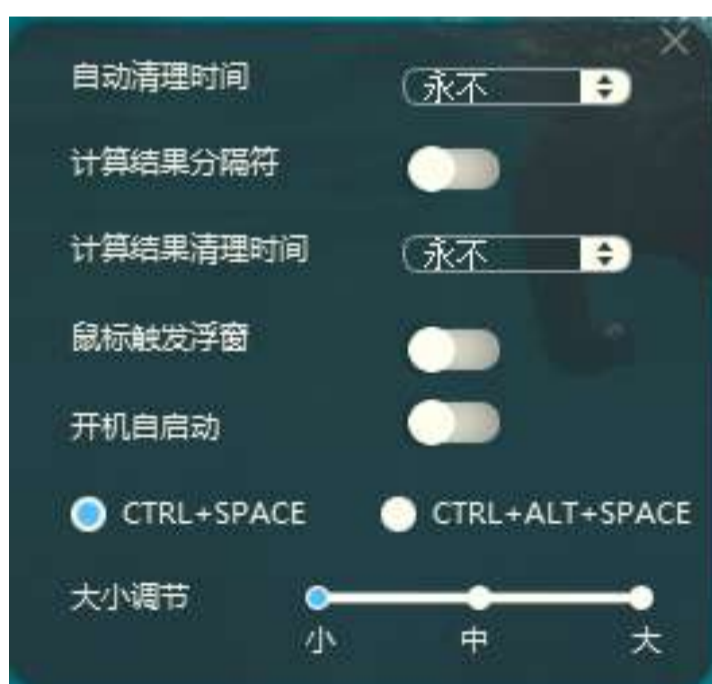 自动清理时间 永不
计算结果分隔符
计算结果清理时间 永不
鼠标触发浮窗
开机自启动
CTRL+SPACE CTRL+ALT+SPACE
大小调节
小 中 大